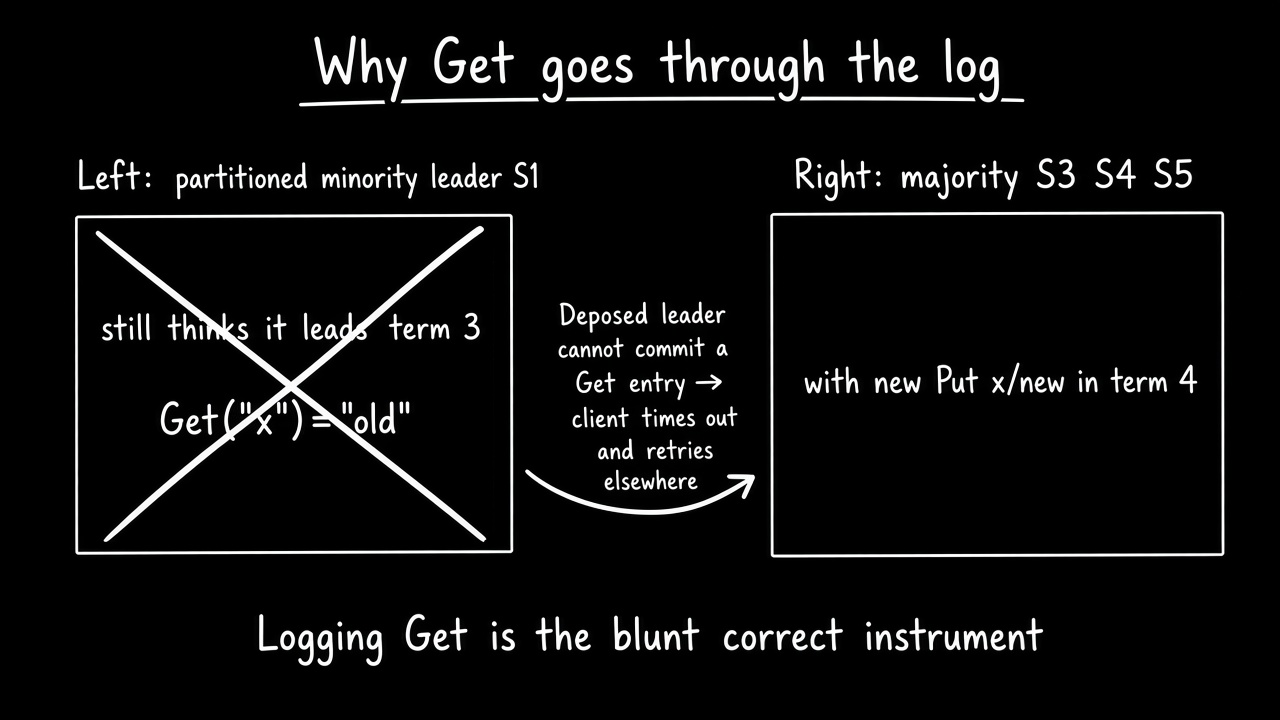 Why Get goes through the log
Left: partitioned minority leader S1
still thinks it leads term 3
Get("x") = "old"
Deposed leader
cannot commit a
Get entry →
client times out
and retries
elsewhere
Right: majority S3 S4 S5
with new Put x/new in term 4
Logging Get is the blunt correct instrument